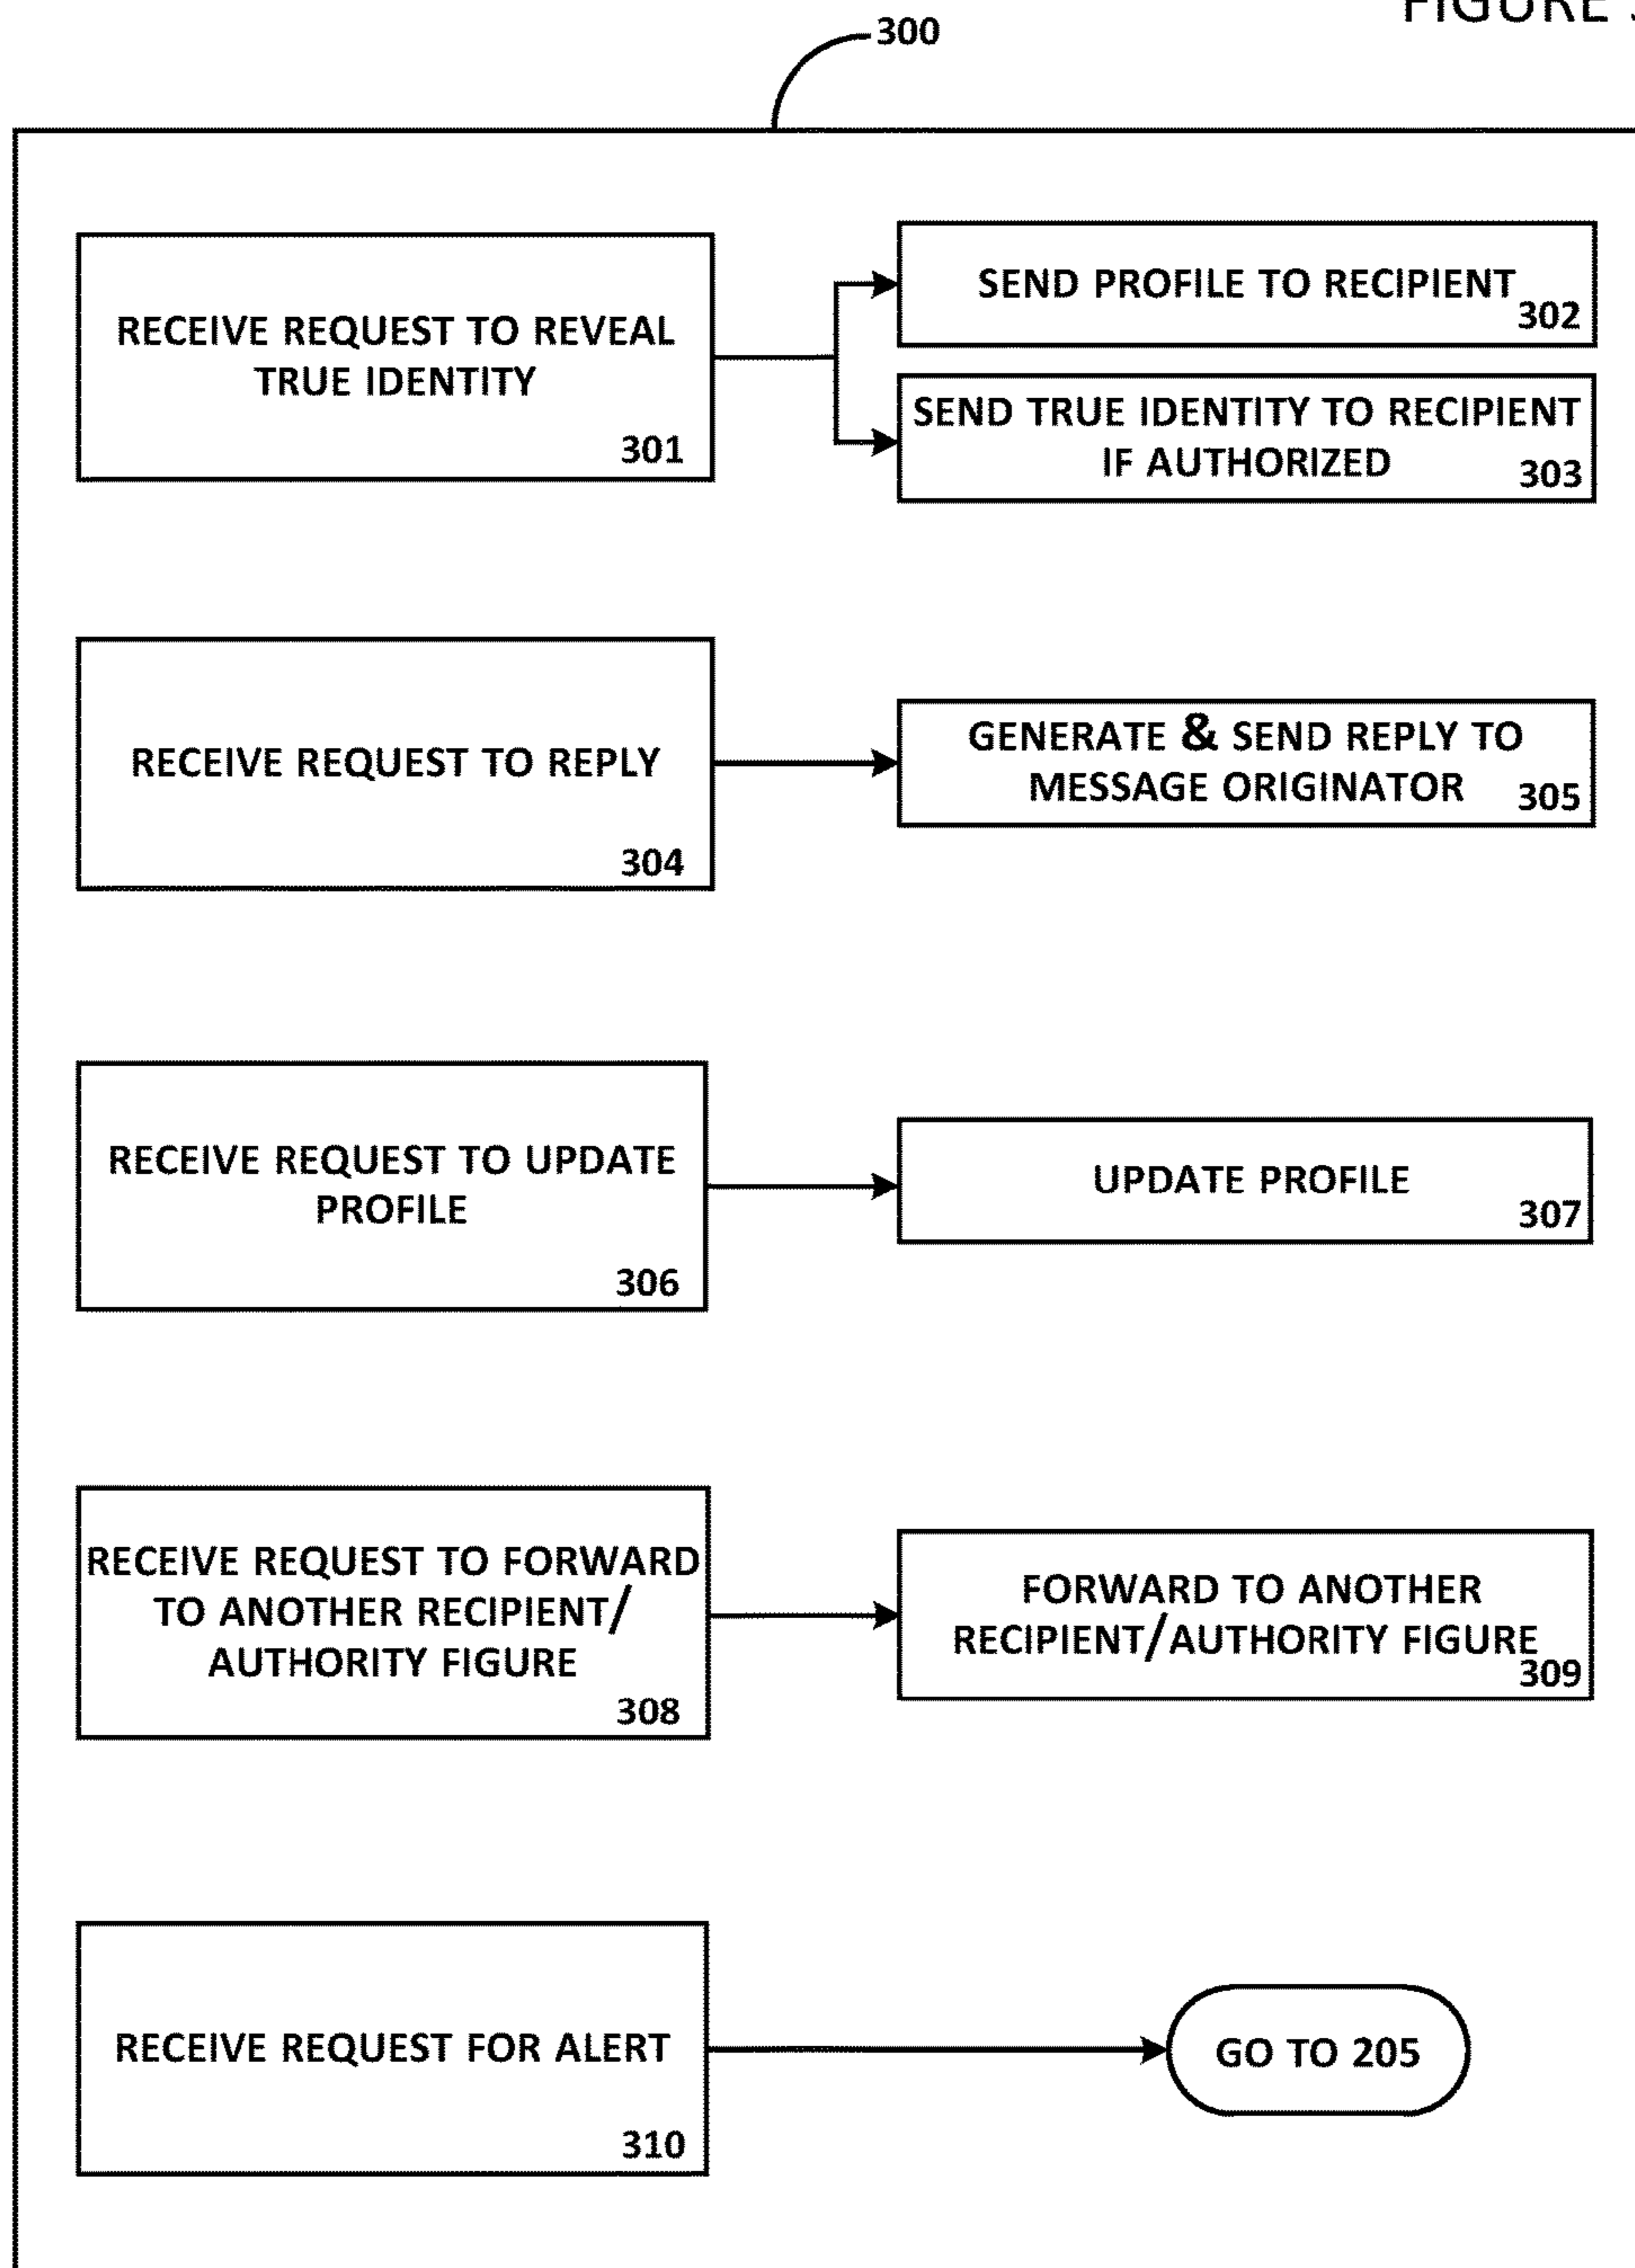 FIGURE
300
RECEIVE REQUEST TO REVEAL
TRUE IDENTITY
301
SEND PROFILE TO RECIPIENT
302
SEND TRUE IDENTITY TO RECIPIENT
IF AUTHORIZED
303
RECEIVE REQUEST TO REPLY
304
GENERATE & SEND REPLY TO
MESSAGE ORIGINATOR
305
RECEIVE REQUEST TO UPDATE
PROFILE
306
UPDATE PROFILE
307
RECEIVE REQUEST TO FORWARD
TO ANOTHER RECIPIENT/
AUTHORITY FIGURE
308
FORWARD TO ANOTHER
RECIPIENT/AUTHORITY FIGURE
309
RECEIVE REQUEST FOR ALERT
310
GO TO 205